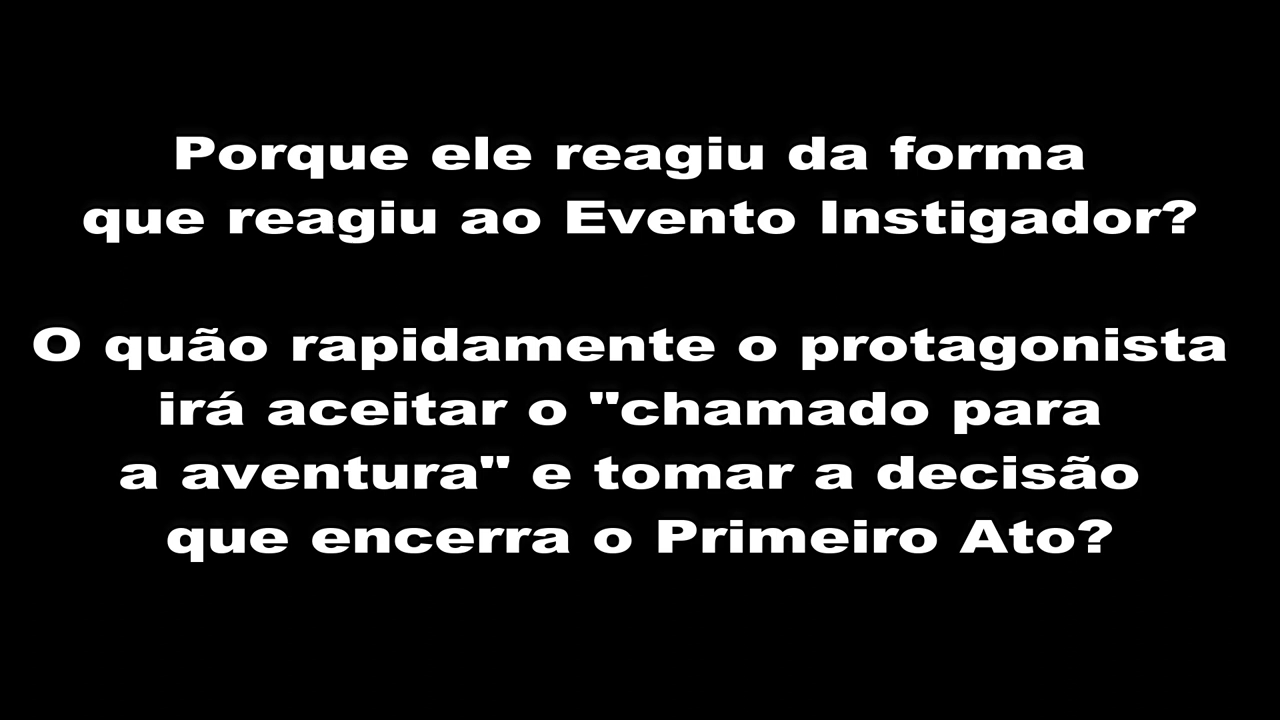 Porque ele reagiu da forma
que reagiu ao Evento Instigador?
O quão rapidamente o protagonista
irá aceitar o "chamado para
a aventura" e tomar a decisão
que encerra o Primeiro Ato?